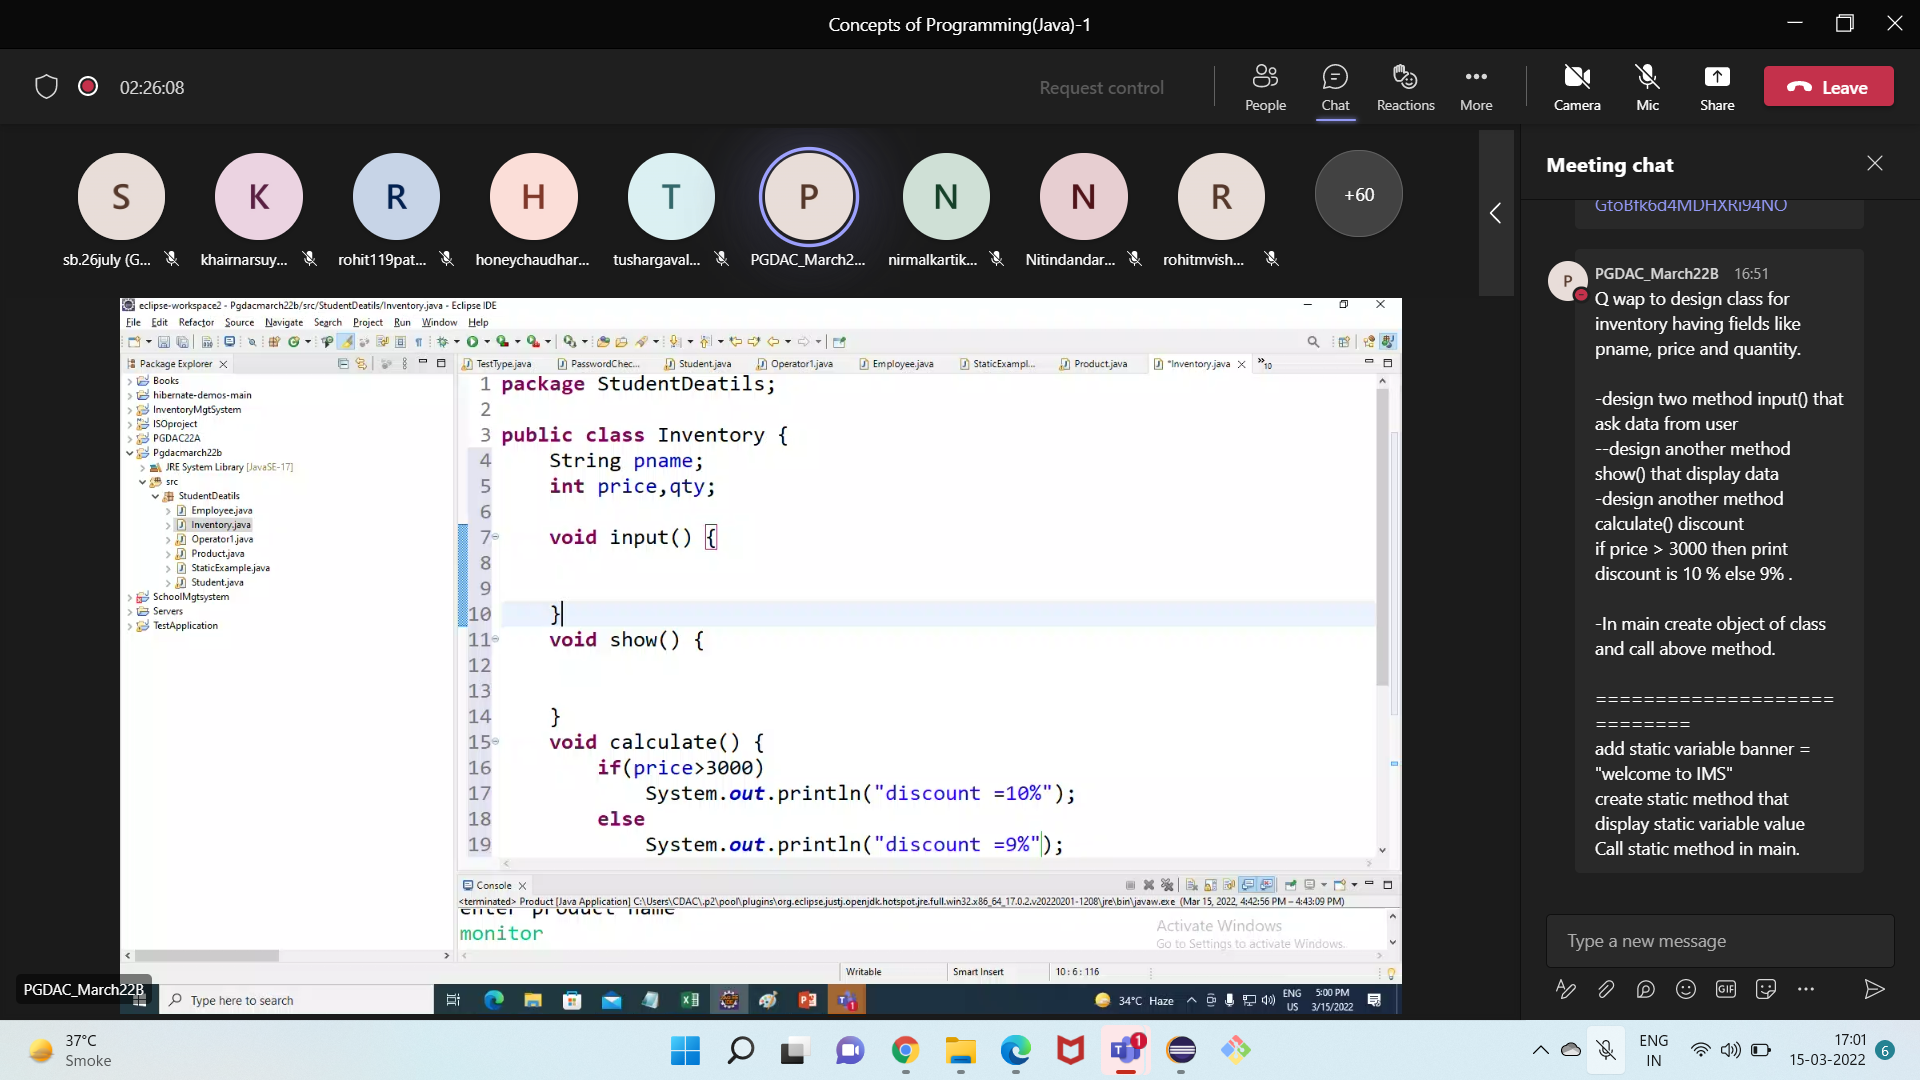 Concepts of Programming(Java)-1
02:26:08
Request control
People
Chat
Reactions
More
Camera
Mic
Share
Leave
S
K
R
H
T
P
N
N
R
+60
sb.26july (G...
khairnarsuy...
rohit119pat...
honeychaudhar...
tushargaval...
PGDAC_March2...
nirmalkartik...
Nitindandar...
rohitmvish...
eclipse-workspace2 - Pgdacmarch22b/src/StudentDeatils/Inventory.java - Eclipse IDE
File Edit Refactor Source Navigate Search Project Run Window Help
Package Explorer
Books
hibernate-demos-main
InventoryMgtSystem
ISOproject
PGDAC22A
Pgdacmarch22b
JRE System Library [JavaSE-17]
src
StudentDeatils
Employee.java
Inventory.java
Operator1.java
Product.java
StaticExample.java
Student.java
SchoolMgtsystem
Servers
TestApplication
TestType.java
PasswordChec...
Student.java
Operator1.java
Employee.java
StaticExampl...
Product.java
*Inventory.java
»10
1 package StudentDeatils;
2
3 public class Inventory {
4 String pname;
5 int price,qty;
6
7 void input() {
8
9
10 }
11 void show() {
12
13
14 }
15 void calculate() {
16 if(price>3000)
17 System.out.println("discount =10%");
18 else
19 System.out.println("discount =9%");
Console
<terminated> Product [Java Application] C:\Users\CDAC\.p2\pool\plugins\org.eclipse.justj.openjdk.hotspot.jre.full.win32.x86_64_17.0.2.v20220201-1208\jre\bin\javaw.exe (Mar 15, 2022, 4:42:56 PM – 4:43:09 PM)
enter product name
monitor
Activate Windows
Go to Settings to activate Windows.
Writable
Smart Insert
10 : 6 : 116
PGDAC_March22B
Type here to search
34°C Haze
ENG
US
5:00 PM
3/15/2022
Meeting chat
GtoBfk6d4MDHXRi94NO
P
PGDAC_March22B 16:51
Q wap to design class for
inventory having fields like
pname, price and quantity.
-design two method input() that
ask data from user
--design another method
show() that display data
-design another method
calculate() discount
if price > 3000 then print
discount is 10 % else 9% .
-In main create object of class
and call above method.
====================
========
add static variable banner =
"welcome to IMS"
create static method that
display static variable value
Call static method in main.
Type a new message
GIF
37°C
Smoke
1
ENG
IN
17:01
15-03-2022
6